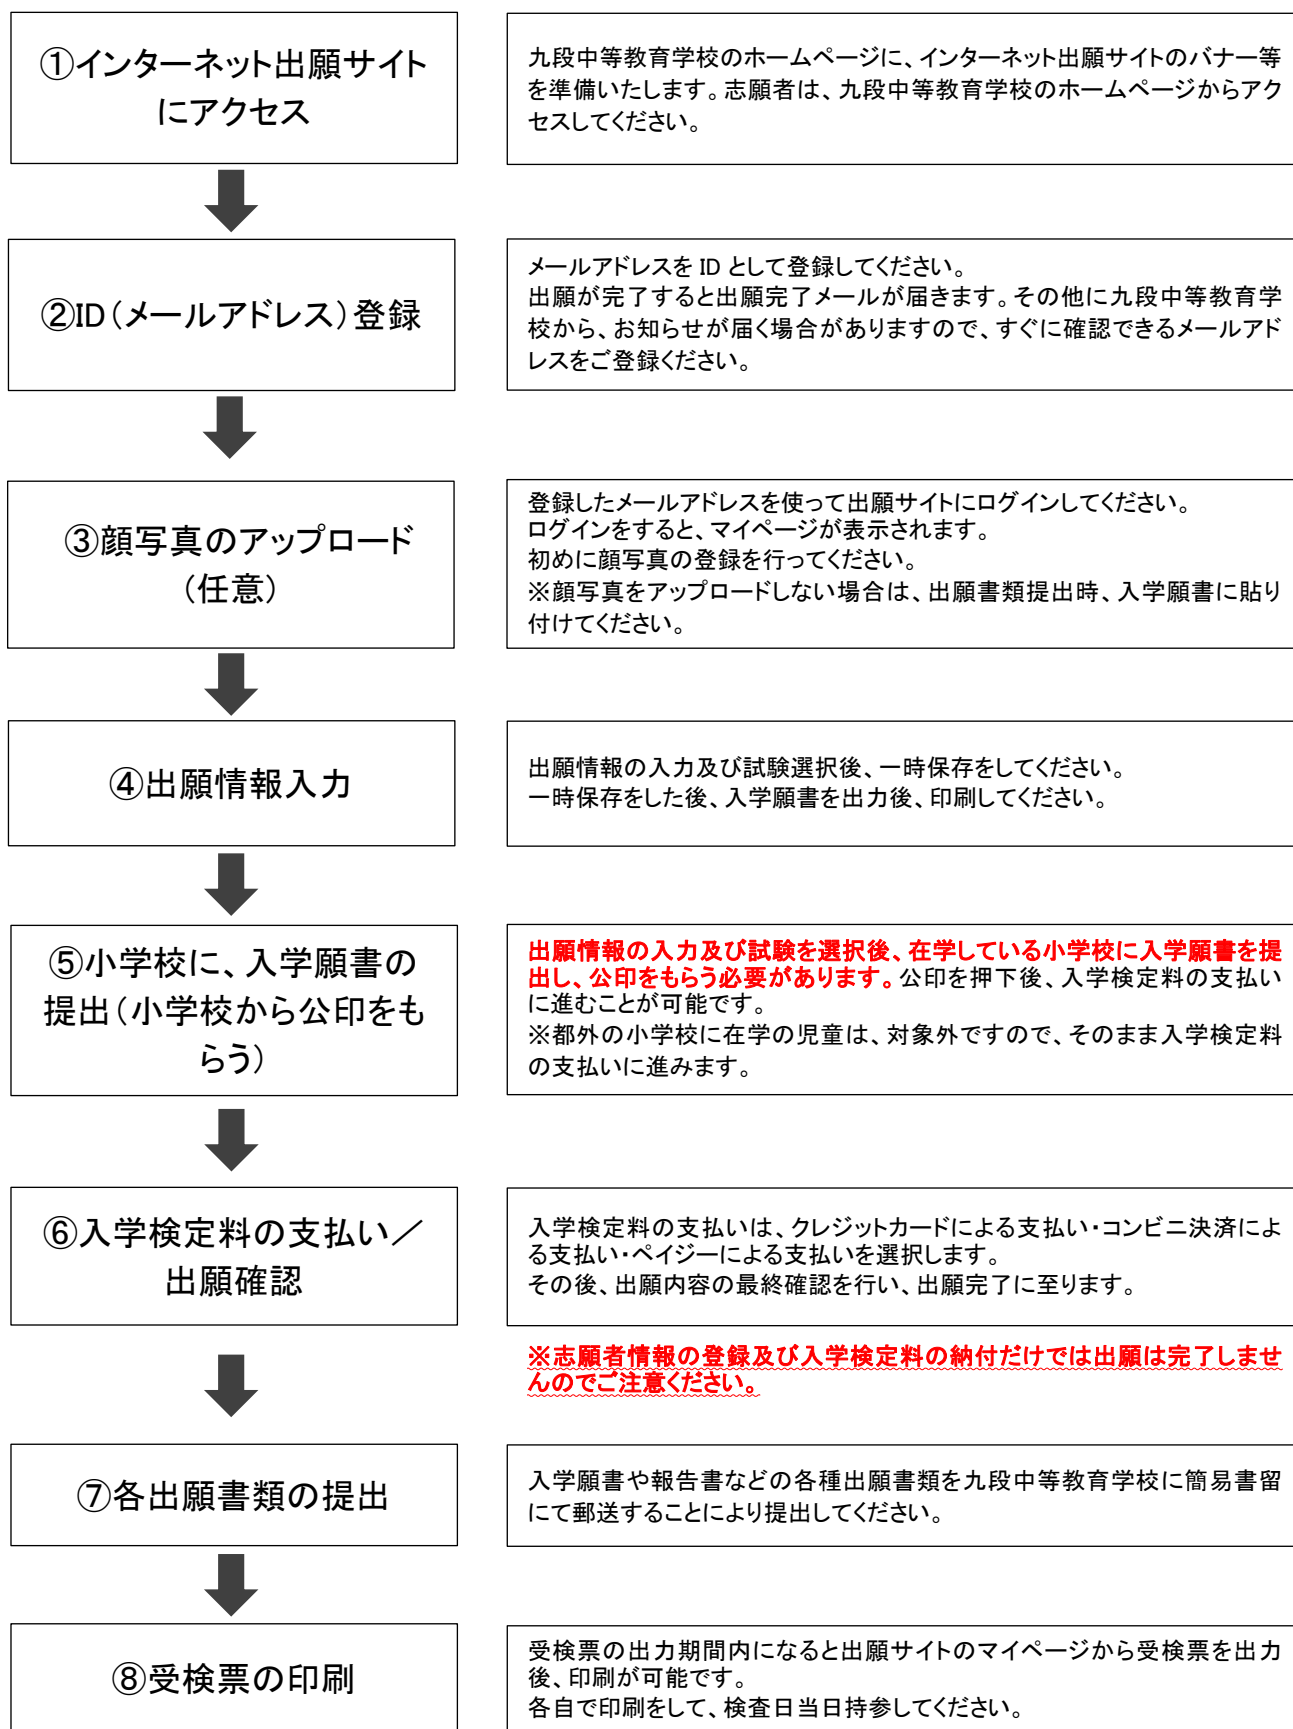 ①インターネット出願サイト
にアクセス
九段中等教育学校のホームページに、インターネット出願サイトのバナー等
を準備いたします。志願者は、九段中等教育学校のホームページからアク
セスしてください。
②ID（メールアドレス）登録
メールアドレスを ID として登録してください。
出願が完了すると出願完了メールが届きます。その他に九段中等教育学
校から、お知らせが届く場合がありますので、すぐに確認できるメールアド
レスをご登録ください。
③顔写真のアップロード
（任意）
登録したメールアドレスを使って出願サイトにログインしてください。
ログインをすると、マイページが表示されます。
初めに顔写真の登録を行ってください。
※顔写真をアップロードしない場合は、出願書類提出時、入学願書に貼り
付けてください。
④出願情報入力
出願情報の入力及び試験選択後、一時保存をしてください。
一時保存をした後、入学願書を出力後、印刷してください。
⑤小学校に、入学願書の
提出（小学校から公印をも
らう）
出願情報の入力及び試験を選択後、在学している小学校に入学願書を提
出し、公印をもらう必要があります。公印を押下後、入学検定料の支払い
に進むことが可能です。
※都外の小学校に在学の児童は、対象外ですので、そのまま入学検定料
の支払いに進みます。
⑥入学検定料の支払い／
出願確認
入学検定料の支払いは、クレジットカードによる支払い・コンビニ決済によ
る支払い・ペイジーによる支払いを選択します。
その後、出願内容の最終確認を行い、出願完了に至ります。
※志願者情報の登録及び入学検定料の納付だけでは出願は完了しませ
んのでご注意ください。
⑦各出願書類の提出
入学願書や報告書などの各種出願書類を九段中等教育学校に簡易書留
にて郵送することにより提出してください。
⑧受検票の印刷
受検票の出力期間内になると出願サイトのマイページから受検票を出力
後、印刷が可能です。
各自で印刷をして、検査日当日持参してください。